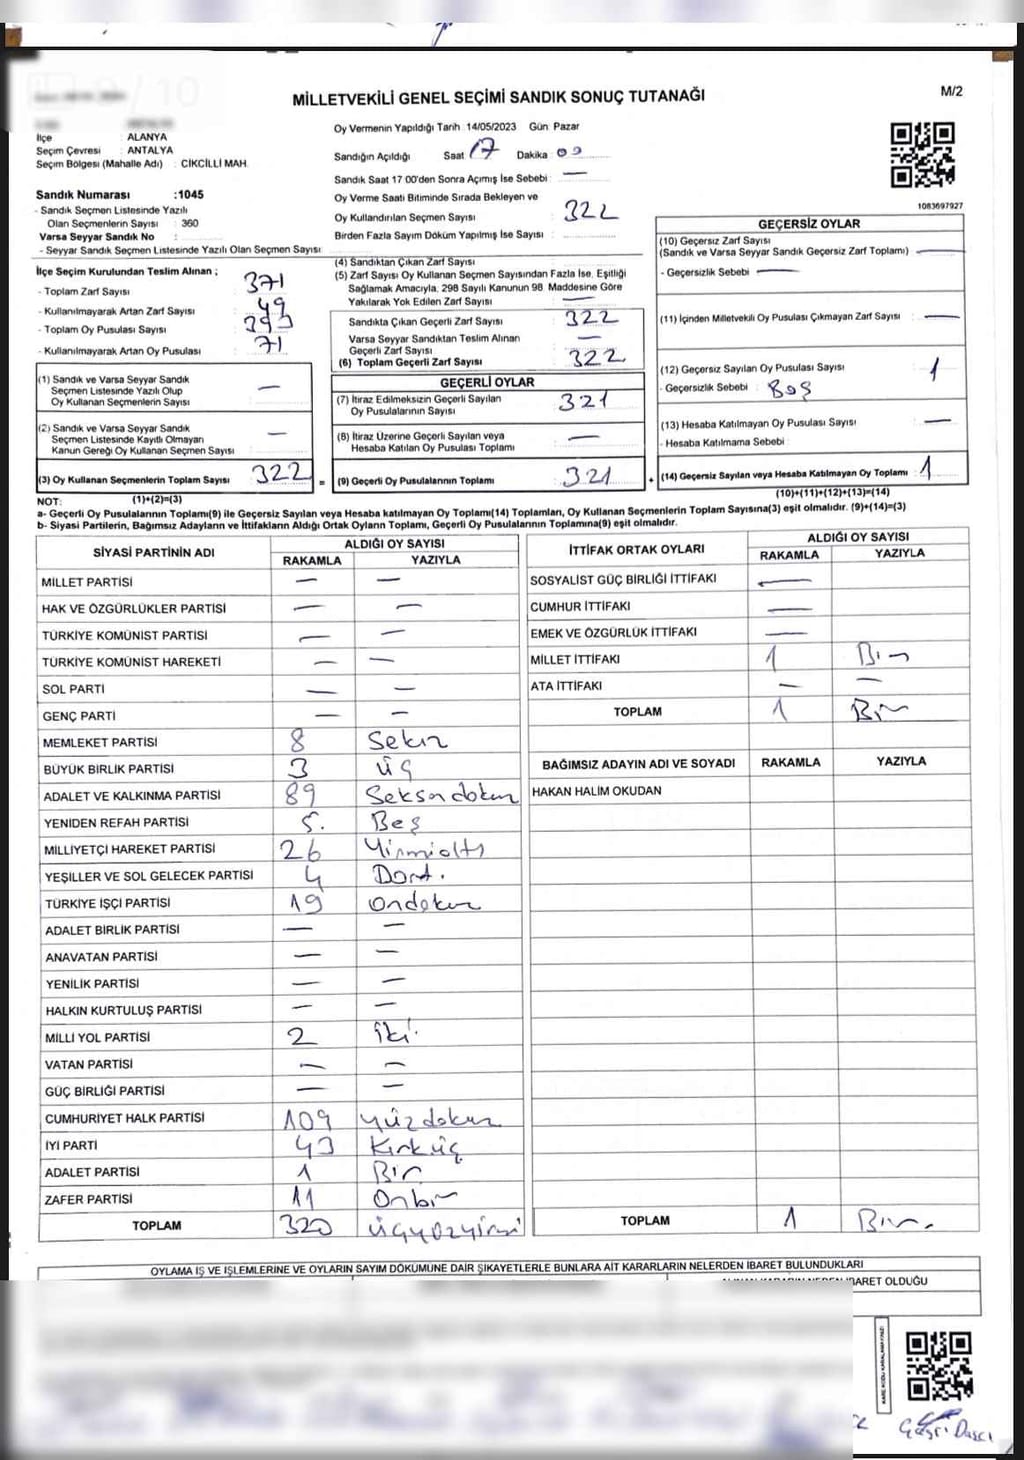 MİLLETVEKİLİ GENEL SEÇİMİ SANDIK SONUÇ TUTANAĞI
M/2
İlçe : ALANYA
Seçim Çevresi : ANTALYA
Seçim Bölgesi (Mahalle Adı) : CİKCİLLİ MAH.
Sandık Numarası :1045
- Sandık Seçmen Listesinde Yazılı
Olan Seçmenlerin Sayısı : 360
Varsa Seyyar Sandık No :
- Seyyar Sandık Seçmen Listesinde Yazılı Olan Seçmen Sayısı:
Oy Vermenin Yapıldığı Tarih :14/05/2023 Gün :Pazar
Sandığın Açıldığı Saat 17 Dakika 00
Sandık Saat 17:00'den Sonra Açılmış İse Sebebi : —
Oy Verme Saati Bitiminde Sırada Bekleyen ve
Oy Kullandırılan Seçmen Sayısı : 322
Birden Fazla Sayım Döküm Yapılmış İse Sayısı :
1083697927
İlçe Seçim Kurulundan Teslim Alınan ;
- Toplam Zarf Sayısı : 371
- Kullanılmayarak Artan Zarf Sayısı : 49
- Toplam Oy Pusulası Sayısı : 393
- Kullanılmayarak Artan Oy Pusulası : 71
(1) Sandık ve Varsa Seyyar Sandık
Seçmen Listesinde Yazılı Olup
Oy Kullanan Seçmenlerin Sayısı : —
(2) Sandık ve Varsa Seyyar Sandık
Seçmen Listesinde Kayıtlı Olmayan
Kanun Gereği Oy Kullanan Seçmen Sayısı : —
(3) Oy Kullanan Seçmenlerin Toplam Sayısı : 322 =
(4) Sandıktan Çıkan Zarf Sayısı :
(5) Zarf Sayısı Oy Kullanan Seçmen Sayısından Fazla İse, Eşitliği
Sağlamak Amacıyla, 298 Sayılı Kanunun 98. Maddesine Göre
Yakılarak Yok Edilen Zarf Sayısı : —
Sandıkta Çıkan Geçerli Zarf Sayısı : 322
Varsa Seyyar Sandıktan Teslim Alınan
Geçerli Zarf Sayısı : —
(6) Toplam Geçerli Zarf Sayısı : 322
GEÇERLİ OYLAR
(7) İtiraz Edilmeksizin Geçerli Sayılan
Oy Pusulalarının Sayısı : 321
(8) İtiraz Üzerine Geçerli Sayılan veya
Hesaba Katılan Oy Pusulası Toplamı : —
(9) Geçerli Oy Pusulalarının Toplamı : 321 +
GEÇERSİZ OYLAR
(10) Geçersiz Zarf Sayısı
(Sandık ve Varsa Seyyar Sandık Geçersiz Zarf Toplamı) : —
- Geçersizlik Sebebi : —
(11) İçinden Milletvekili Oy Pusulası Çıkmayan Zarf Sayısı : —
(12) Geçersiz Sayılan Oy Pusulası Sayısı : 1
- Geçersizlik Sebebi : Boş
(13) Hesaba Katılmayan Oy Pusulası Sayısı : —
- Hesaba Katılmama Sebebi :
(14) Geçersiz Sayılan veya Hesaba Katılmayan Oy Toplamı : 1
NOT: (1)+(2)=(3)
(10)+(11)+(12)+(13)=(14)
a- Geçerli Oy Pusulalarının Toplamı(9) ile Geçersiz Sayılan veya Hesaba katılmayan Oy Toplamı(14) Toplamları, Oy Kullanan Seçmenlerin Toplam Sayısına(3) eşit olmalıdır. (9)+(14)=(3)
b- Siyasi Partilerin, Bağımsız Adayların ve İttifakların Aldığı Ortak Oyların Toplamı, Geçerli Oy Pusulalarının Toplamına(9) eşit olmalıdır.
SİYASİ PARTİNİN ADI ALDIĞI OY SAYISI
RAKAMLA YAZIYLA
MİLLET PARTİSİ — —
HAK VE ÖZGÜRLÜKLER PARTİSİ — —
TÜRKİYE KOMÜNİST PARTİSİ — —
TÜRKİYE KOMÜNİST HAREKETİ — —
SOL PARTİ — —
GENÇ PARTİ — —
MEMLEKET PARTİSİ 8 Sekiz
BÜYÜK BİRLİK PARTİSİ 3 üç
ADALET VE KALKINMA PARTİSİ 89 Seksendokuz
YENİDEN REFAH PARTİSİ 5. Beş
MİLLİYETÇİ HAREKET PARTİSİ 26 Yirmialtı
YEŞİLLER VE SOL GELECEK PARTİSİ 4 Dört.
TÜRKİYE İŞÇİ PARTİSİ 19 Ondokuz
ADALET BİRLİK PARTİSİ — —
ANAVATAN PARTİSİ — —
YENİLİK PARTİSİ — —
HALKIN KURTULUŞ PARTİSİ — —
MİLLİ YOL PARTİSİ 2 İki.
VATAN PARTİSİ — —
GÜÇ BİRLİĞİ PARTİSİ — —
CUMHURİYET HALK PARTİSİ 109 Yüzdokuz
İYİ PARTİ 43 Kırküç
ADALET PARTİSİ 1 Bir
ZAFER PARTİSİ 11 Onbir
TOPLAM 320 üçyüzyirmi
İTTİFAK ORTAK OYLARI ALDIĞI OY SAYISI
RAKAMLA YAZIYLA
SOSYALİST GÜÇ BİRLİĞİ İTTİFAKI —
CUMHUR İTTİFAKI —
EMEK VE ÖZGÜRLÜK İTTİFAKI —
MİLLET İTTİFAKI 1 Bir
ATA İTTİFAKI — —
TOPLAM 1 Bir
BAĞIMSIZ ADAYIN ADI VE SOYADI RAKAMLA YAZIYLA
HAKAN HALİM OKUDAN
TOPLAM 1 Bir.
OYLAMA İŞ VE İŞLEMLERİNE VE OYLARIN SAYIM DÖKÜMÜNE DAİR ŞİKAYETLERLE BUNLARA AİT KARARLARIN NELERDEN İBARET BULUNDUKLARI
İBARET OLDUĞU